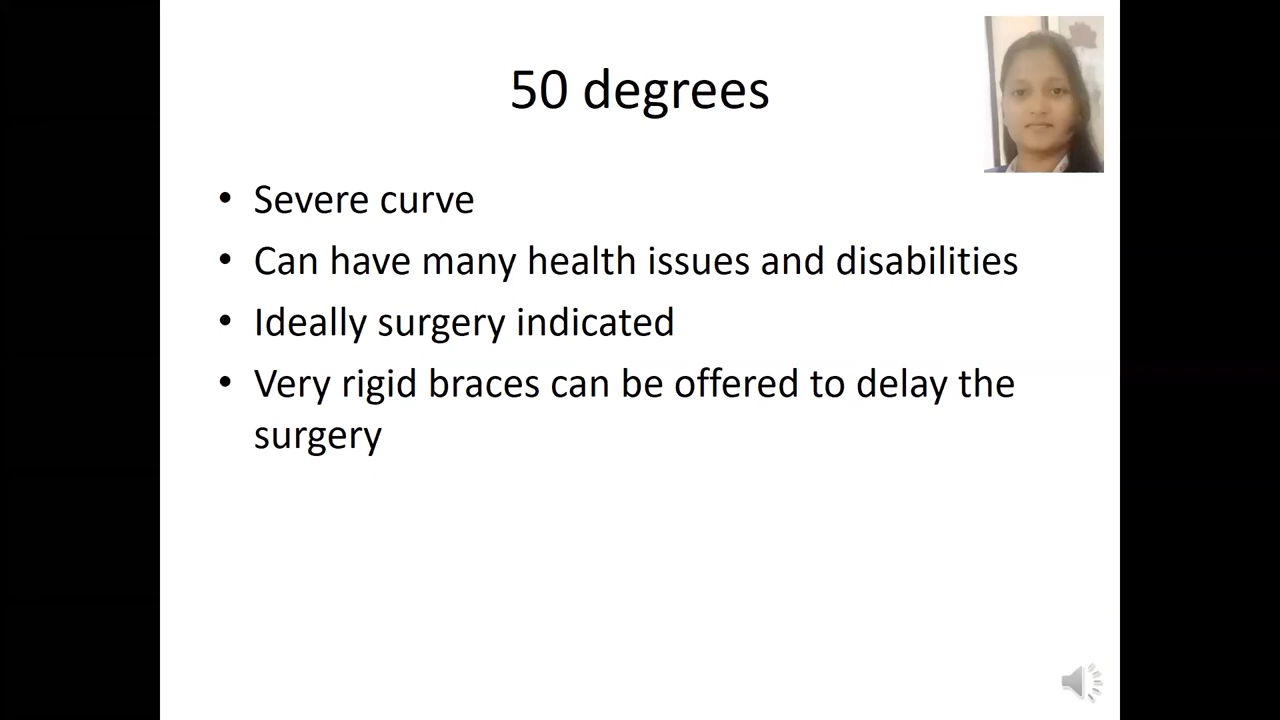 50 degrees
• Severe curve
• Can have many health issues and disabilities
• Ideally surgery indicated
• Very rigid braces can be offered to delay the
surgery